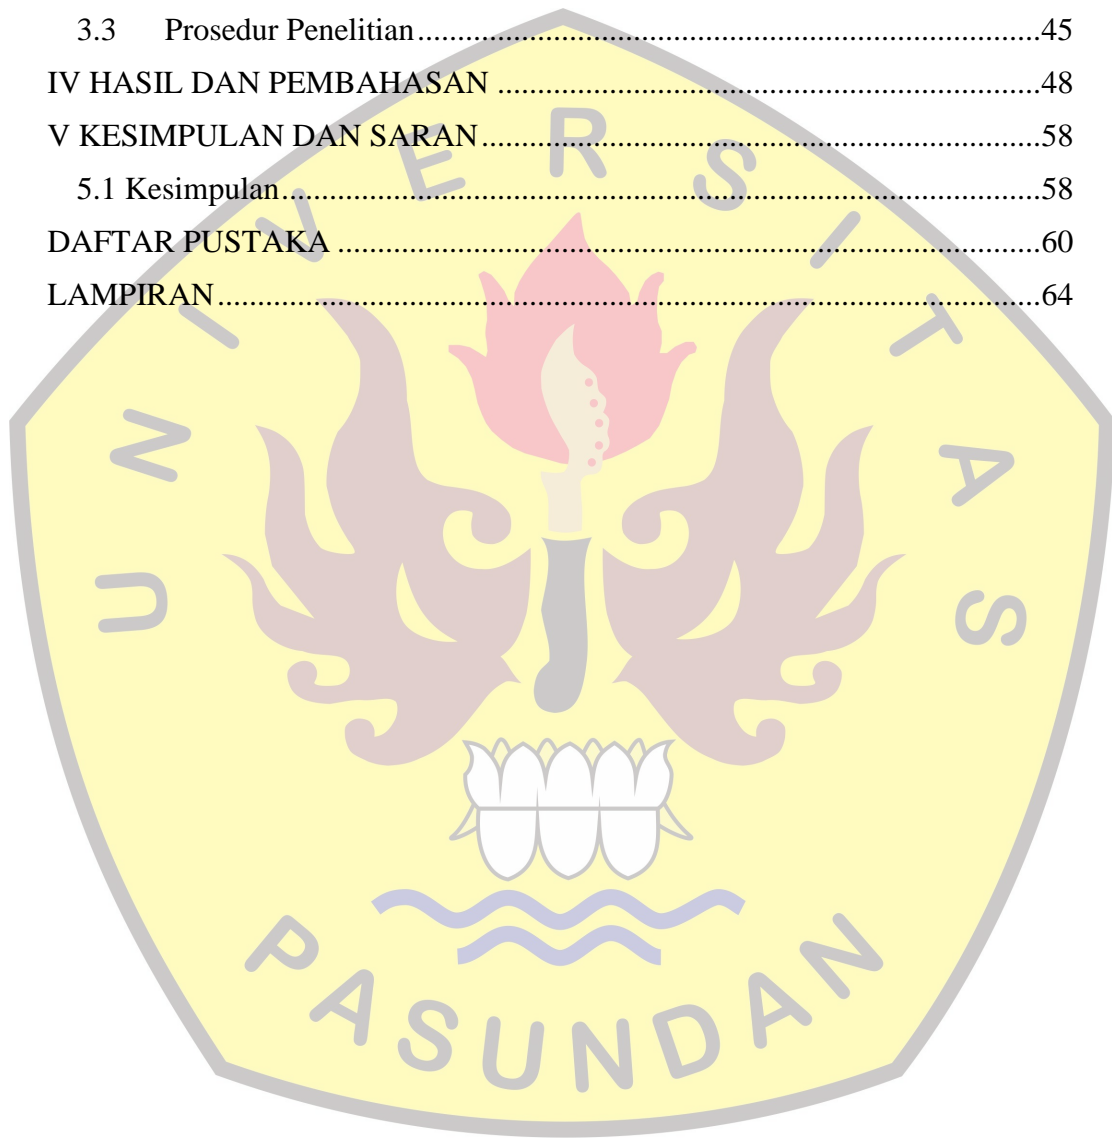 3.3 Prosedur Penelitian..........................................................................45
IV HASIL DAN PEMBAHASAN ................................................................48
V KESIMPULAN DAN SARAN..................................................................58
5.1 Kesimpulan..........................................................................................58
DAFTAR PUSTAKA ...................................................................................60
LAMPIRAN.................................................................................................64
UNIVERSITAS
PASUNDAN